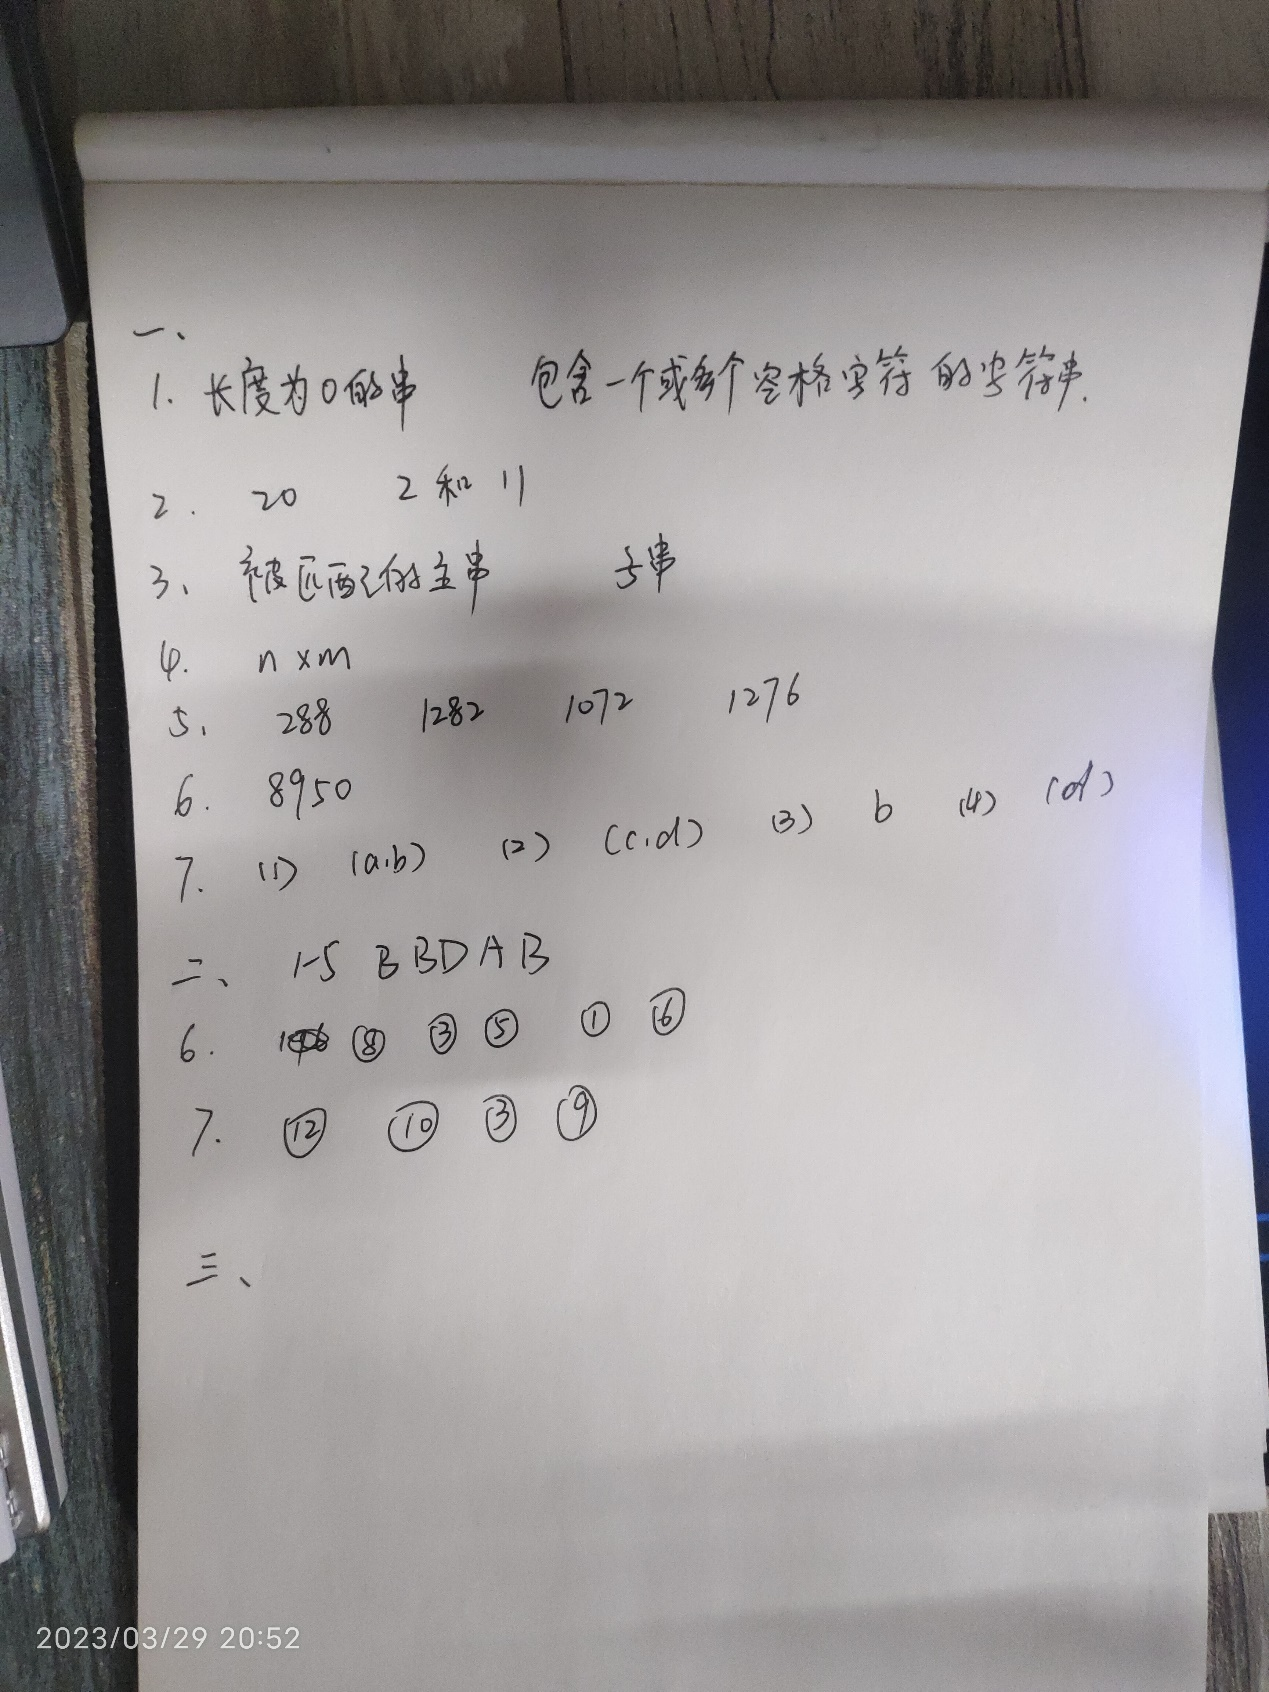 一、
1. 长度为0的串 包含一个或多个空格字符的字符串.
2. 20 2和11
3、 被匹配的主串 子串
4. n×m
5、 288 1282 1072 1276
6. 8950
7. (1) (a,b) (2) (c,d) (3) b (4) (d)
二、 1-5 B B D A B
6. ⑧ ③ ⑤ ① ⑥
7. ⑫ ⑩ ③ ⑨
三、
2023/03/29 20:52